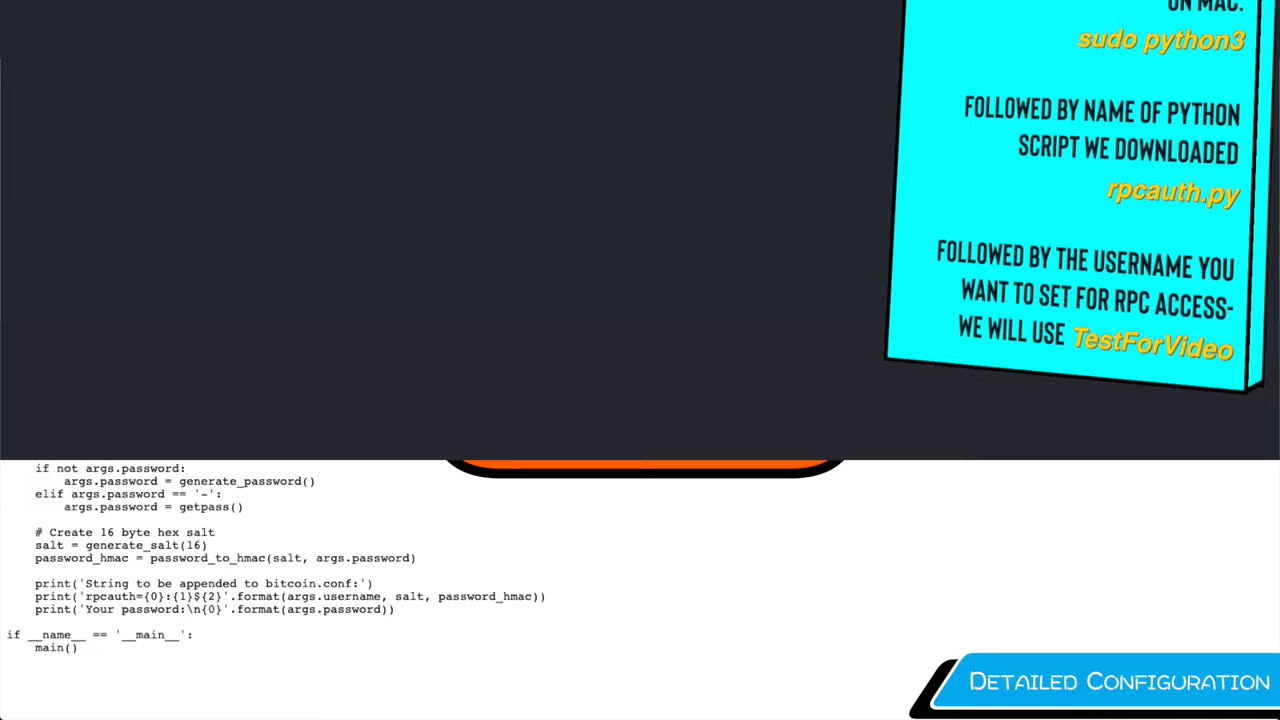 ON MAC.
sudo python3
FOLLOWED BY NAME OF PYTHON
SCRIPT WE DOWNLOADED
rpcauth.py
FOLLOWED BY THE USERNAME YOU
WANT TO SET FOR RPC ACCESS-
WE WILL USE TestForVideo
if not args.password:
args.password = generate_password()
elif args.password == '-':
args.password = getpass()
# Create 16 byte hex salt
salt = generate_salt(16)
password_hmac = password_to_hmac(salt, args.password)
print('String to be appended to bitcoin.conf:')
print('rpcauth={0}:{1}${2}'.format(args.username, salt, password_hmac))
print('Your password:\n{0}'.format(args.password))
if __name__ == '__main__':
main()
DETAILED CONFIGURATION